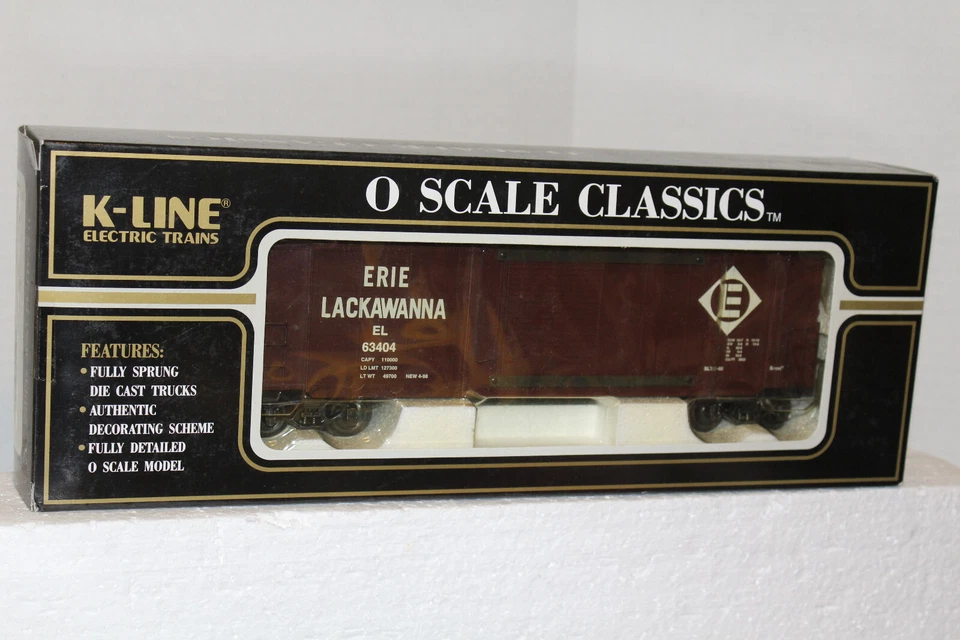 O SCALE CLASSICS™
K-LINE®
ELECTRIC TRAINS
FEATURES:
• FULLY SPRUNG
DIE CAST TRUCKS
• AUTHENTIC
DECORATING SCHEME
• FULLY DETAILED
O SCALE MODEL
ERIE
LACKAWANNA
EL
63404
CAPY 110000
LD LMT 127300
LT WT 49700 NEW 4-68
E